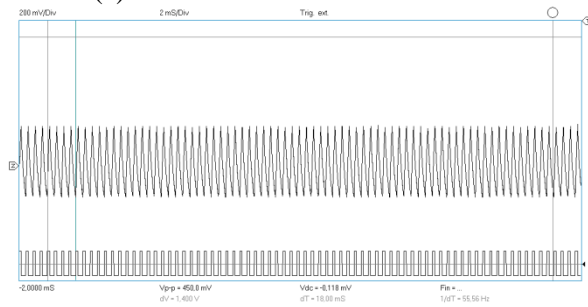 200 mV/Div 2 mS/Div Trig. ext.
-2,0000 mS Vp-p = 450,0 mV Vdc = -0,118 mV Fin = ...
dV = 1,400 V dT = 18,00 mS 1/dT = 55,56 Hz